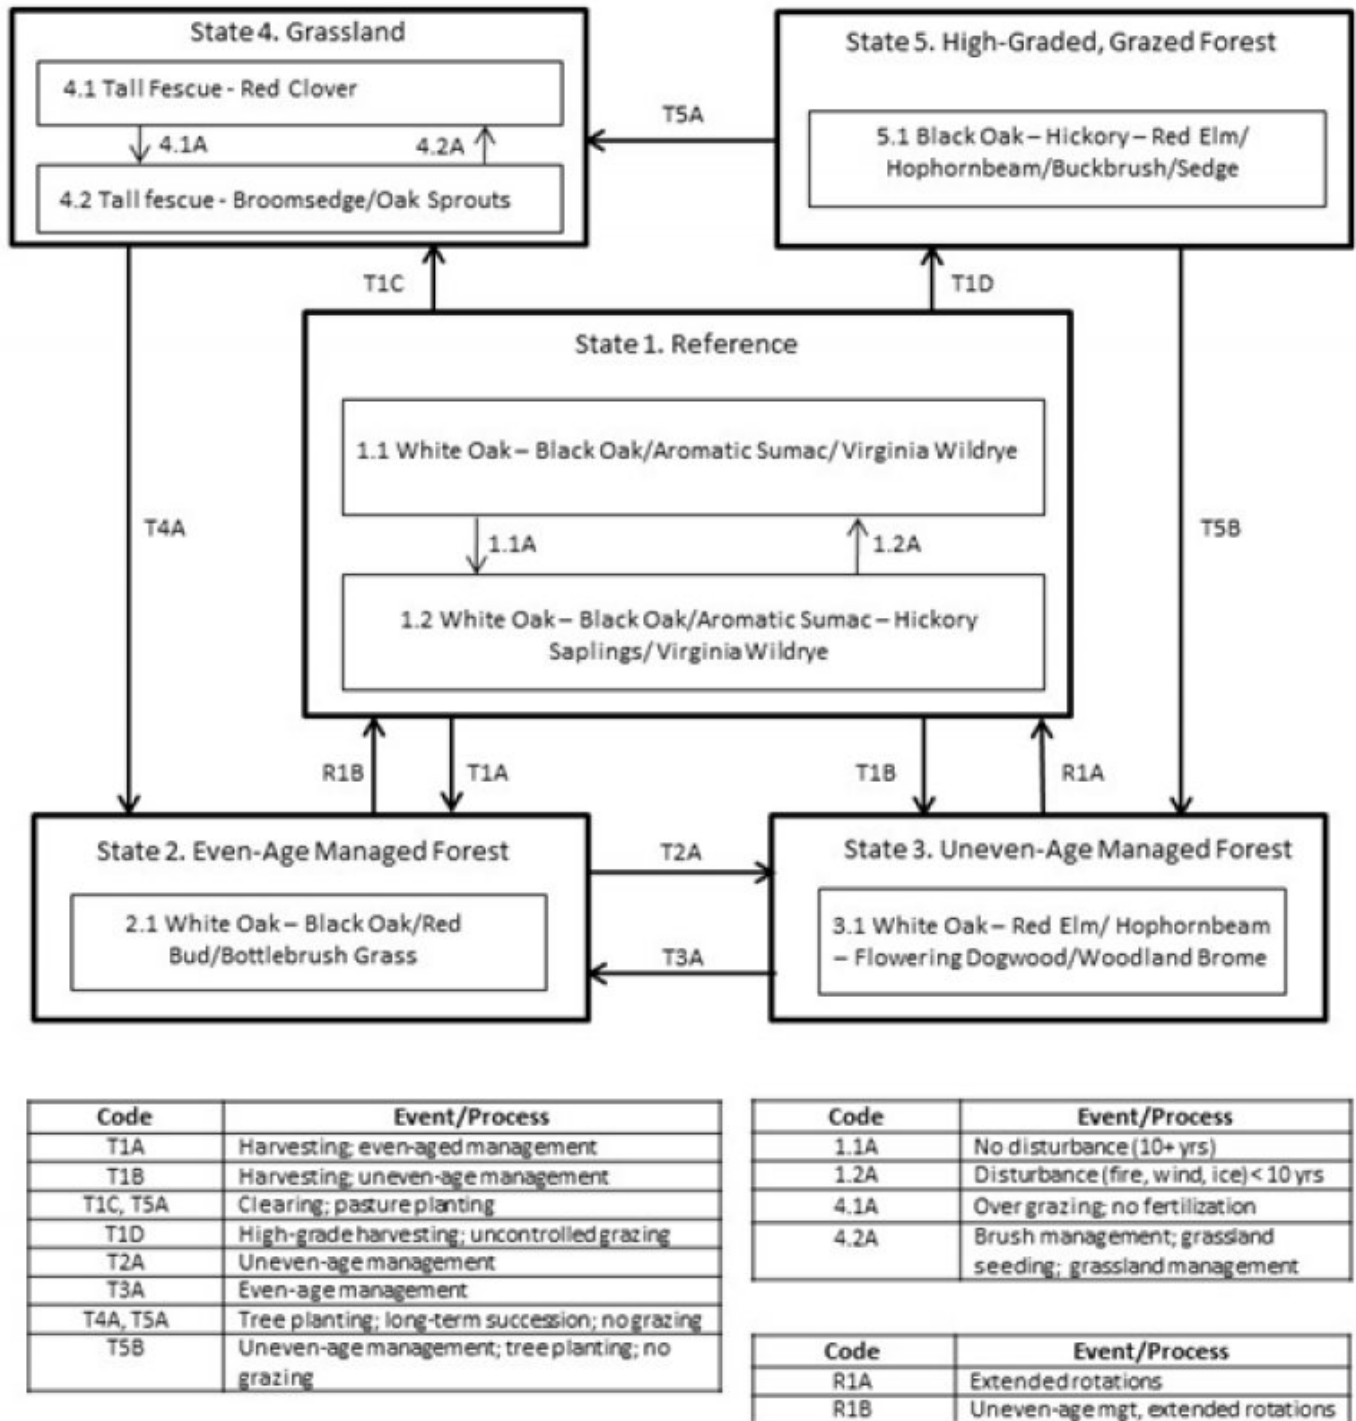 State 4. Grassland
4.1 Tall Fescue - Red Clover
4.1A
4.2A
4.2 Tall fescue - Broomsedge/Oak Sprouts
T5A
State 5. High-Graded, Grazed Forest
5.1 Black Oak – Hickory – Red Elm/
Hophornbeam/Buckbrush/Sedge
T1C
T1D
State 1. Reference
1.1 White Oak – Black Oak/Aromatic Sumac/ Virginia Wildrye
1.1A
1.2A
1.2 White Oak – Black Oak/Aromatic Sumac – Hickory
Saplings/ Virginia Wildrye
T4A
T5B
R1B
T1A
T1B
R1A
State 2. Even-Age Managed Forest
2.1 White Oak – Black Oak/Red
Bud/Bottlebrush Grass
T2A
T3A
State 3. Uneven-Age Managed Forest
3.1 White Oak – Red Elm/ Hophornbeam
– Flowering Dogwood/Woodland Brome
Code Event/Process
T1A Harvesting; even-aged management
T1B Harvesting; uneven-age management
T1C, T5A Clearing; pasture planting
T1D High-grade harvesting; uncontrolled grazing
T2A Uneven-age management
T3A Even-age management
T4A, T5A Tree planting; long-term succession; no grazing
T5B Uneven-age management; tree planting; no
grazing
Code Event/Process
1.1A No disturbance (10+ yrs)
1.2A Disturbance (fire, wind, ice) < 10 yrs
4.1A Over grazing; no fertilization
4.2A Brush management; grassland
seeding; grassland management
Code Event/Process
R1A Extended rotations
R1B Uneven-age mgt, extended rotations